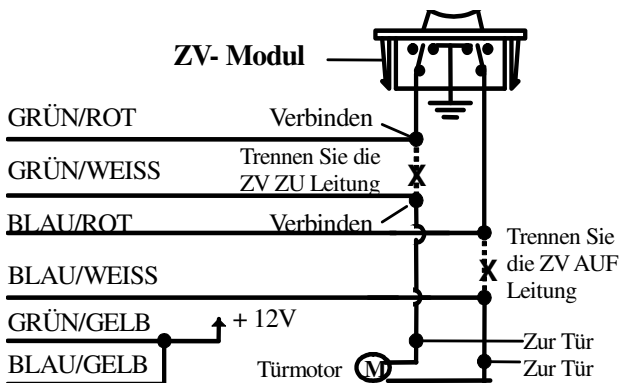 ZV- Modul
GRÜN/ROT
Verbinden
GRÜN/WEISS
Trennen Sie die
ZV ZU Leitung
X
BLAU/ROT
Verbinden
Trennen Sie
die ZV AUF
Leitung
X
BLAU/WEISS
GRÜN/GELB
+ 12V
BLAU/GELB
Türmotor
M
Zur Tür
Zur Tür